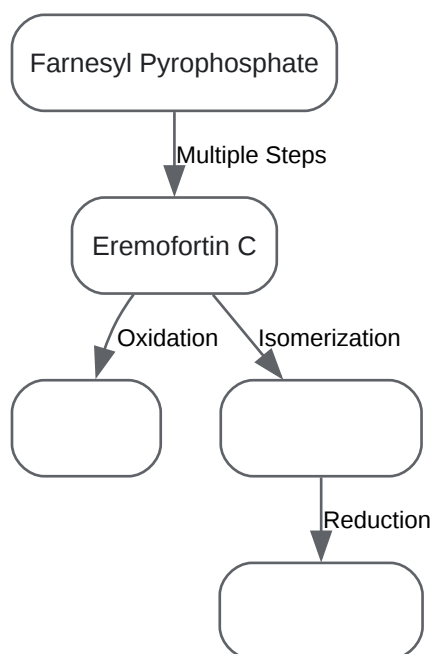 Farnesyl Pyrophosphate
Multiple Steps
Eremofortin C
Oxidation
Isomerization
Reduction